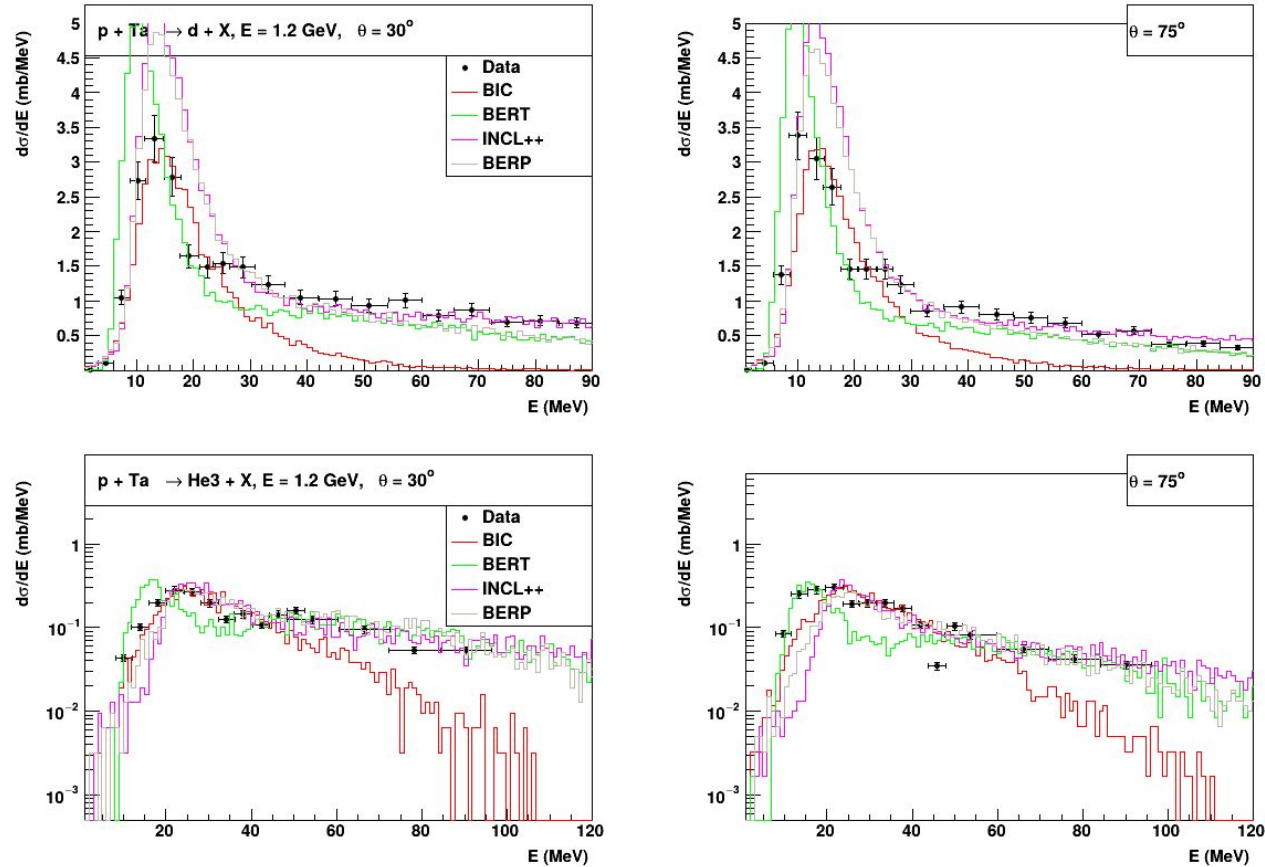 p + Ta → d + X, E = 1.2 GeV, θ = 30°
dσ/dE (mb/MeV)
5
4.5
4
3.5
3
2.5
2
1.5
1
0.5
Data
BIC
BERT
INCL++
BERP
10 20 30 40 50 60 70 80 90
E (MeV)
θ = 75°
dσ/dE (mb/MeV)
5
4.5
4
3.5
3
2.5
2
1.5
1
0.5
10 20 30 40 50 60 70 80 90
E (MeV)
p + Ta → He3 + X, E = 1.2 GeV, θ = 30°
dσ/dE (mb/MeV)
1
10⁻¹
10⁻²
10⁻³
Data
BIC
BERT
INCL++
BERP
20 40 60 80 100 120
E (MeV)
θ = 75°
dσ/dE (mb/MeV)
1
10⁻¹
10⁻²
10⁻³
20 40 60 80 100 120
E (MeV)